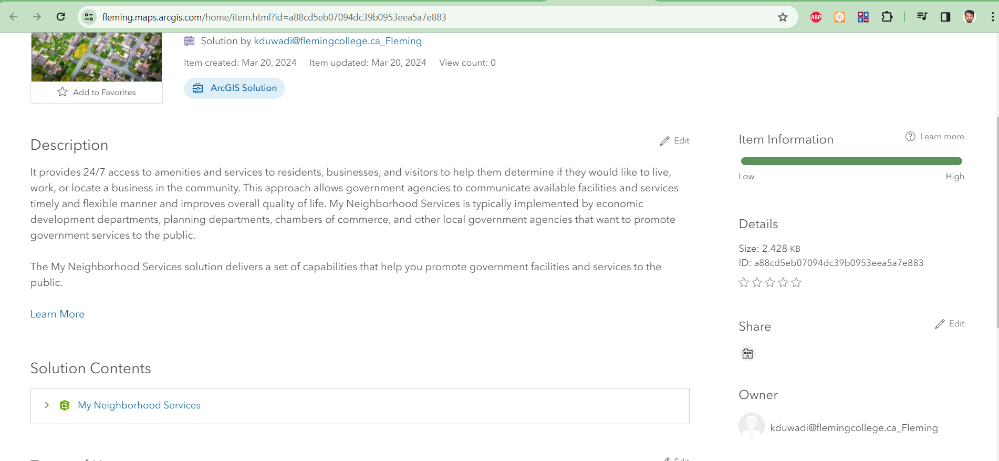 fleming.maps.arcgis.com/home/item.html?id=a88cd5eb07094dc39b0953eea5a7e883
ABP
Solution by kduwadi@flemingcollege.ca_Fleming
Item created: Mar 20, 2024 Item updated: Mar 20, 2024 View count: 0
ArcGIS Solution
Add to Favorites
Description
Edit
It provides 24/7 access to amenities and services to residents, businesses, and visitors to help them determine if they would like to live,
work, or locate a business in the community. This approach allows government agencies to communicate available facilities and services
timely and flexible manner and improves overall quality of life. My Neighborhood Services is typically implemented by economic
development departments, planning departments, chambers of commerce, and other local government agencies that want to promote
government services to the public.
The My Neighborhood Services solution delivers a set of capabilities that help you promote government facilities and services to the
public.
Learn More
Solution Contents
My Neighborhood Services
Edit
Item Information
Learn more
Low High
Details
Size: 2.428 KB
ID: a88cd5eb07094dc39b0953eea5a7e883
Share
Edit
Owner
kduwadi@flemingcollege.ca_Fleming